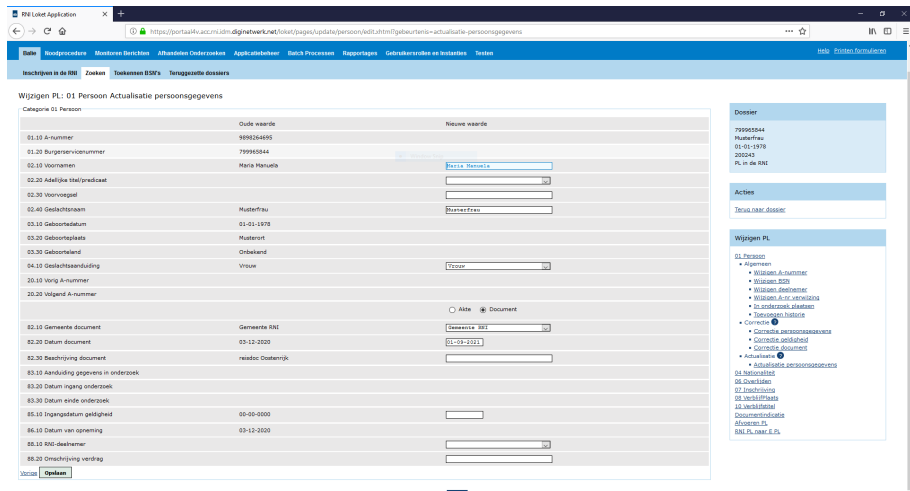 RNI Loket Application
https://portaal4v.acc.rni.idm.diginetwerk.net/loket/pages/update/persoon/edit.xhtml?gebeurtenis=actualisatie-persoonsgegevens
Balie Noodprocedure Monitoren Berichten Afhandelen Onderzoeken Applicatiebeheer Batch Processen Rapportages Gebruikersrollen en Instanties Testen
Help Printen formulieren
Inschrijven in de RNI Zoeken Toekennen BSN's Teruggezette dossiers
Wijzigen PL: 01 Persoon Actualisatie persoonsgegevens
Categorie 01 Persoon
Oude waarde Nieuwe waarde
01.10 A-nummer 9898264695
01.20 Burgerservicenummer 799965844
02.10 Voornamen Maria Manuela Maria Manuela
02.20 Adellijke titel/predicaat
02.30 Voorvoegsel
02.40 Geslachtsnaam Musterfrau Musterfrau
03.10 Geboortedatum 01-01-1978
03.20 Geboorteplaats Musterort
03.30 Geboorteland Onbekend
04.10 Geslachtsaanduiding Vrouw Vrouw
20.10 Vorig A-nummer
20.20 Volgend A-nummer
Akte Document
82.10 Gemeente document Gemeente RNI Gemeente RNI
82.20 Datum document 03-12-2020 01-09-2021
82.30 Beschrijving document reisdoc Oostenrijk
83.10 Aanduiding gegevens in onderzoek
83.20 Datum ingang onderzoek
83.30 Datum einde onderzoek
85.10 Ingangsdatum geldigheid 00-00-0000
86.10 Datum van opneming 03-12-2020
88.10 RNI-deelnemer
88.20 Omschrijving verdrag
Vorige Opslaan
Dossier
799965844
Musterfrau
01-01-1978
200243
PL in de RNI
Acties
Terug naar dossier
Wijzigen PL
01 Persoon
Algemeen
Wijzigen A-nummer
Wijzigen BSN
Wijzigen deelnemer
Wijzigen A-nr verwijzing
In onderzoek plaatsen
Toevoegen historie
Correctie ?
Correctie persoonsgegevens
Correctie geldigheid
Correctie document
Actualisatie ?
Actualisatie persoonsgegevens
04 Nationaliteit
06 Overlijden
07 Inschrijving
08 VerblijfPlaats
10 Verblijfstitel
Documentindicatie
Afvoeren PL
RNI PL naar E PL